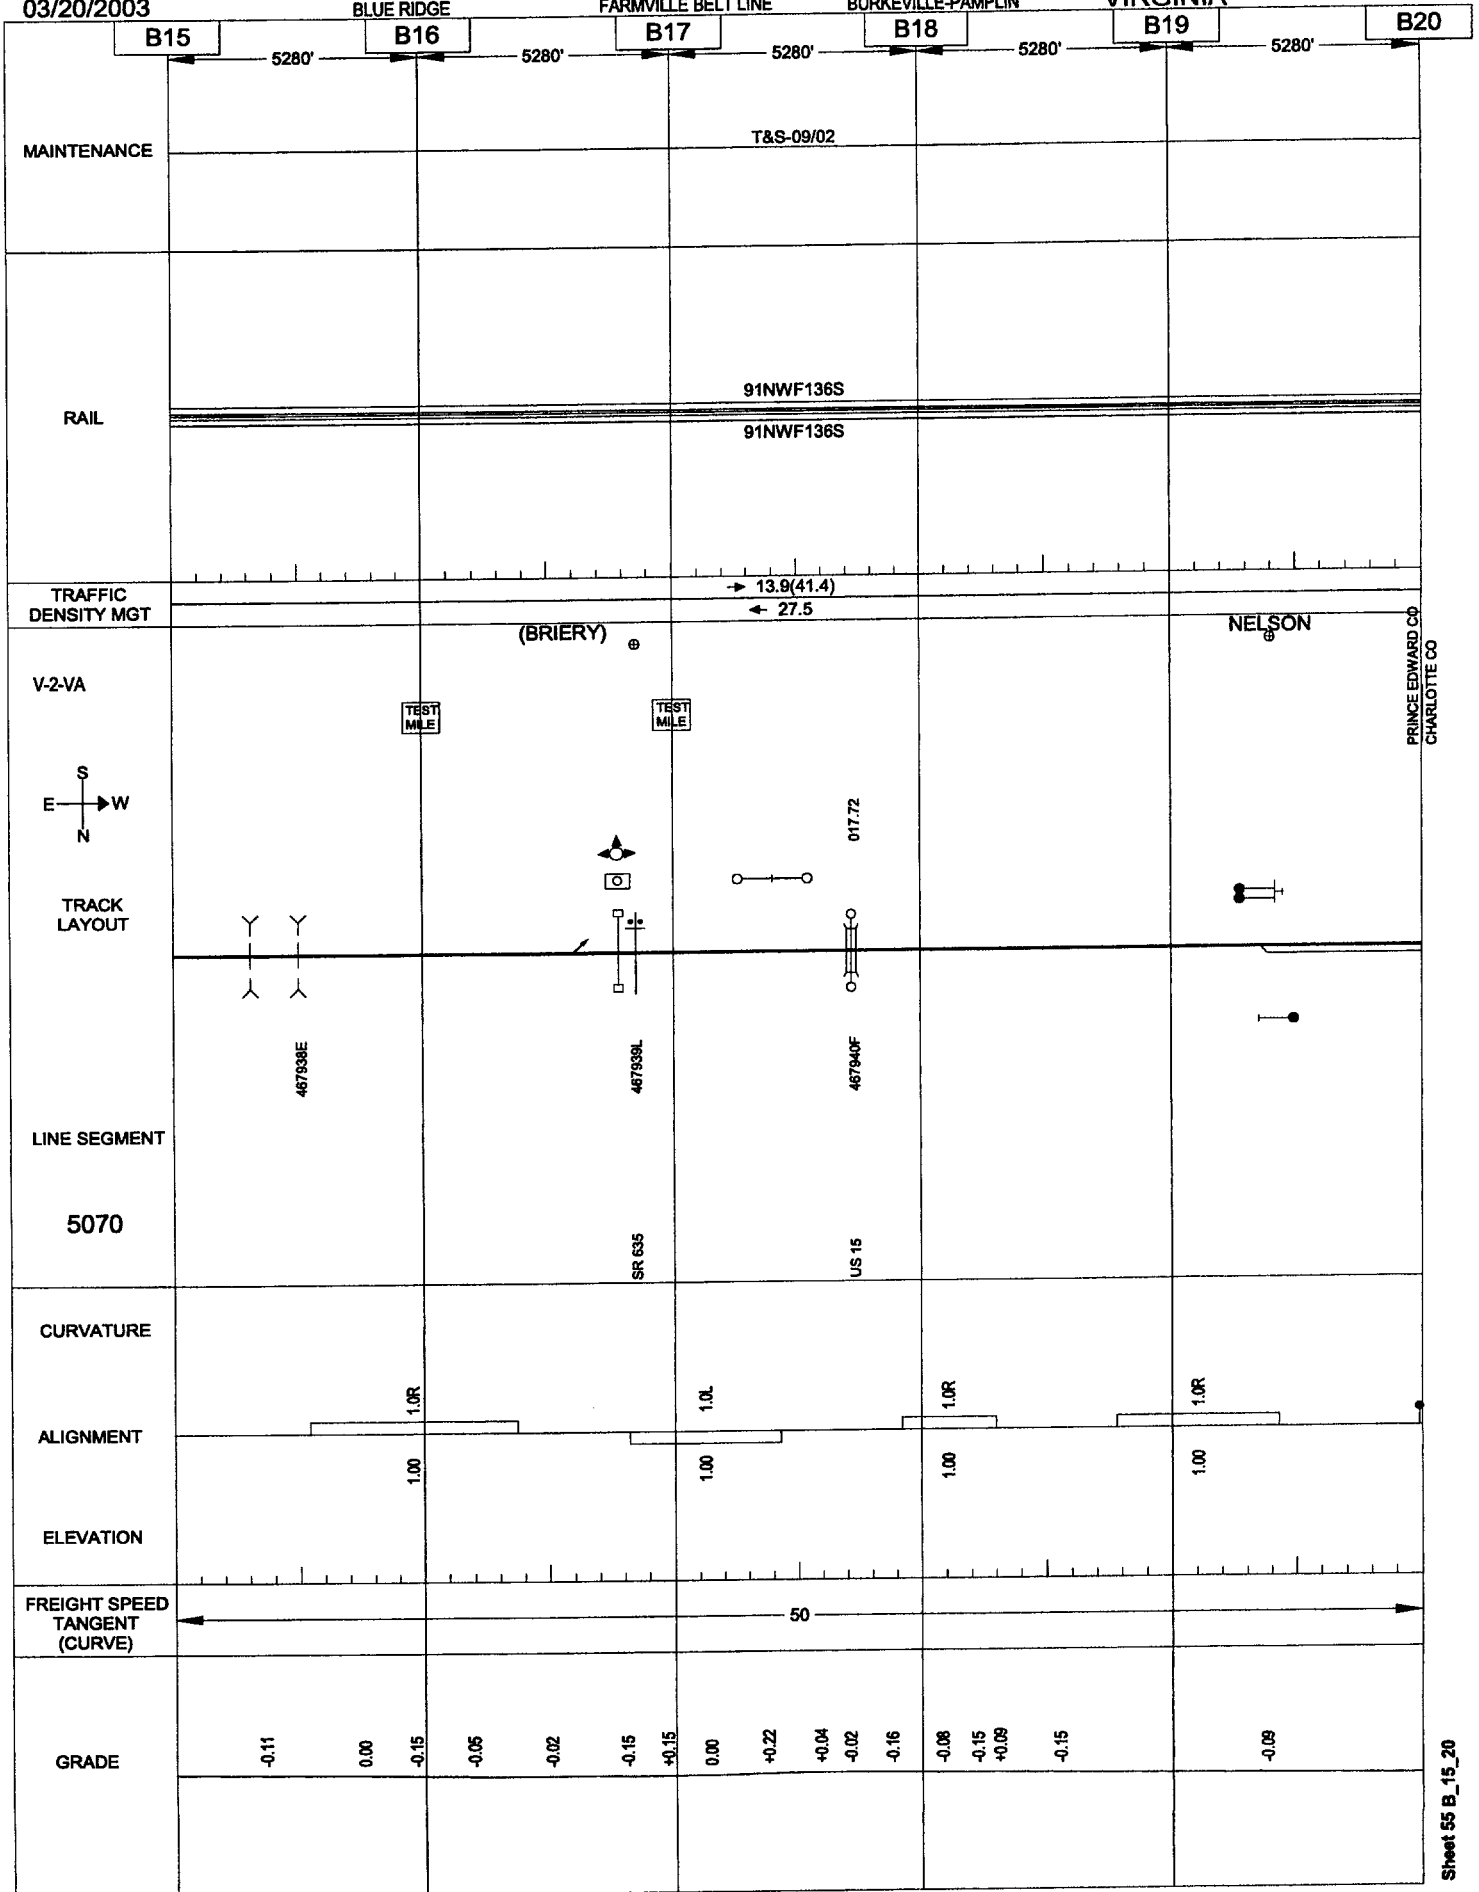 03/20/2003
BLUE RIDGE
FARMVILLE BELT LINE
BURKEVILLE-PAMPLIN
VIRGINIA
B15
B16
B17
B18
B19
B20
5280'
5280'
5280'
5280'
5280'
MAINTENANCE
T&S-09/02
RAIL
91NWF136S
91NWF136S
TRAFFIC
DENSITY MGT
13.9(41.4)
27.5
(BRIERY)
NELSON
PRINCE EDWARD CO
CHARLOTTE CO
V-2-VA
TEST
MILE
TEST
MILE
S
E
W
N
017.72
TRACK
LAYOUT
467938E
467939L
467940F
LINE SEGMENT
5070
SR 635
US 15
CURVATURE
1.0R
1.0L
1.0R
1.0R
ALIGNMENT
1.00
1.00
1.00
1.00
ELEVATION
FREIGHT SPEED
TANGENT
(CURVE)
50
GRADE
-0.11
0.00
-0.15
-0.05
-0.02
-0.15
+0.15
0.00
+0.22
+0.04
-0.02
-0.16
-0.08
-0.15
+0.09
-0.15
-0.09
Sheet 55 B_15_20